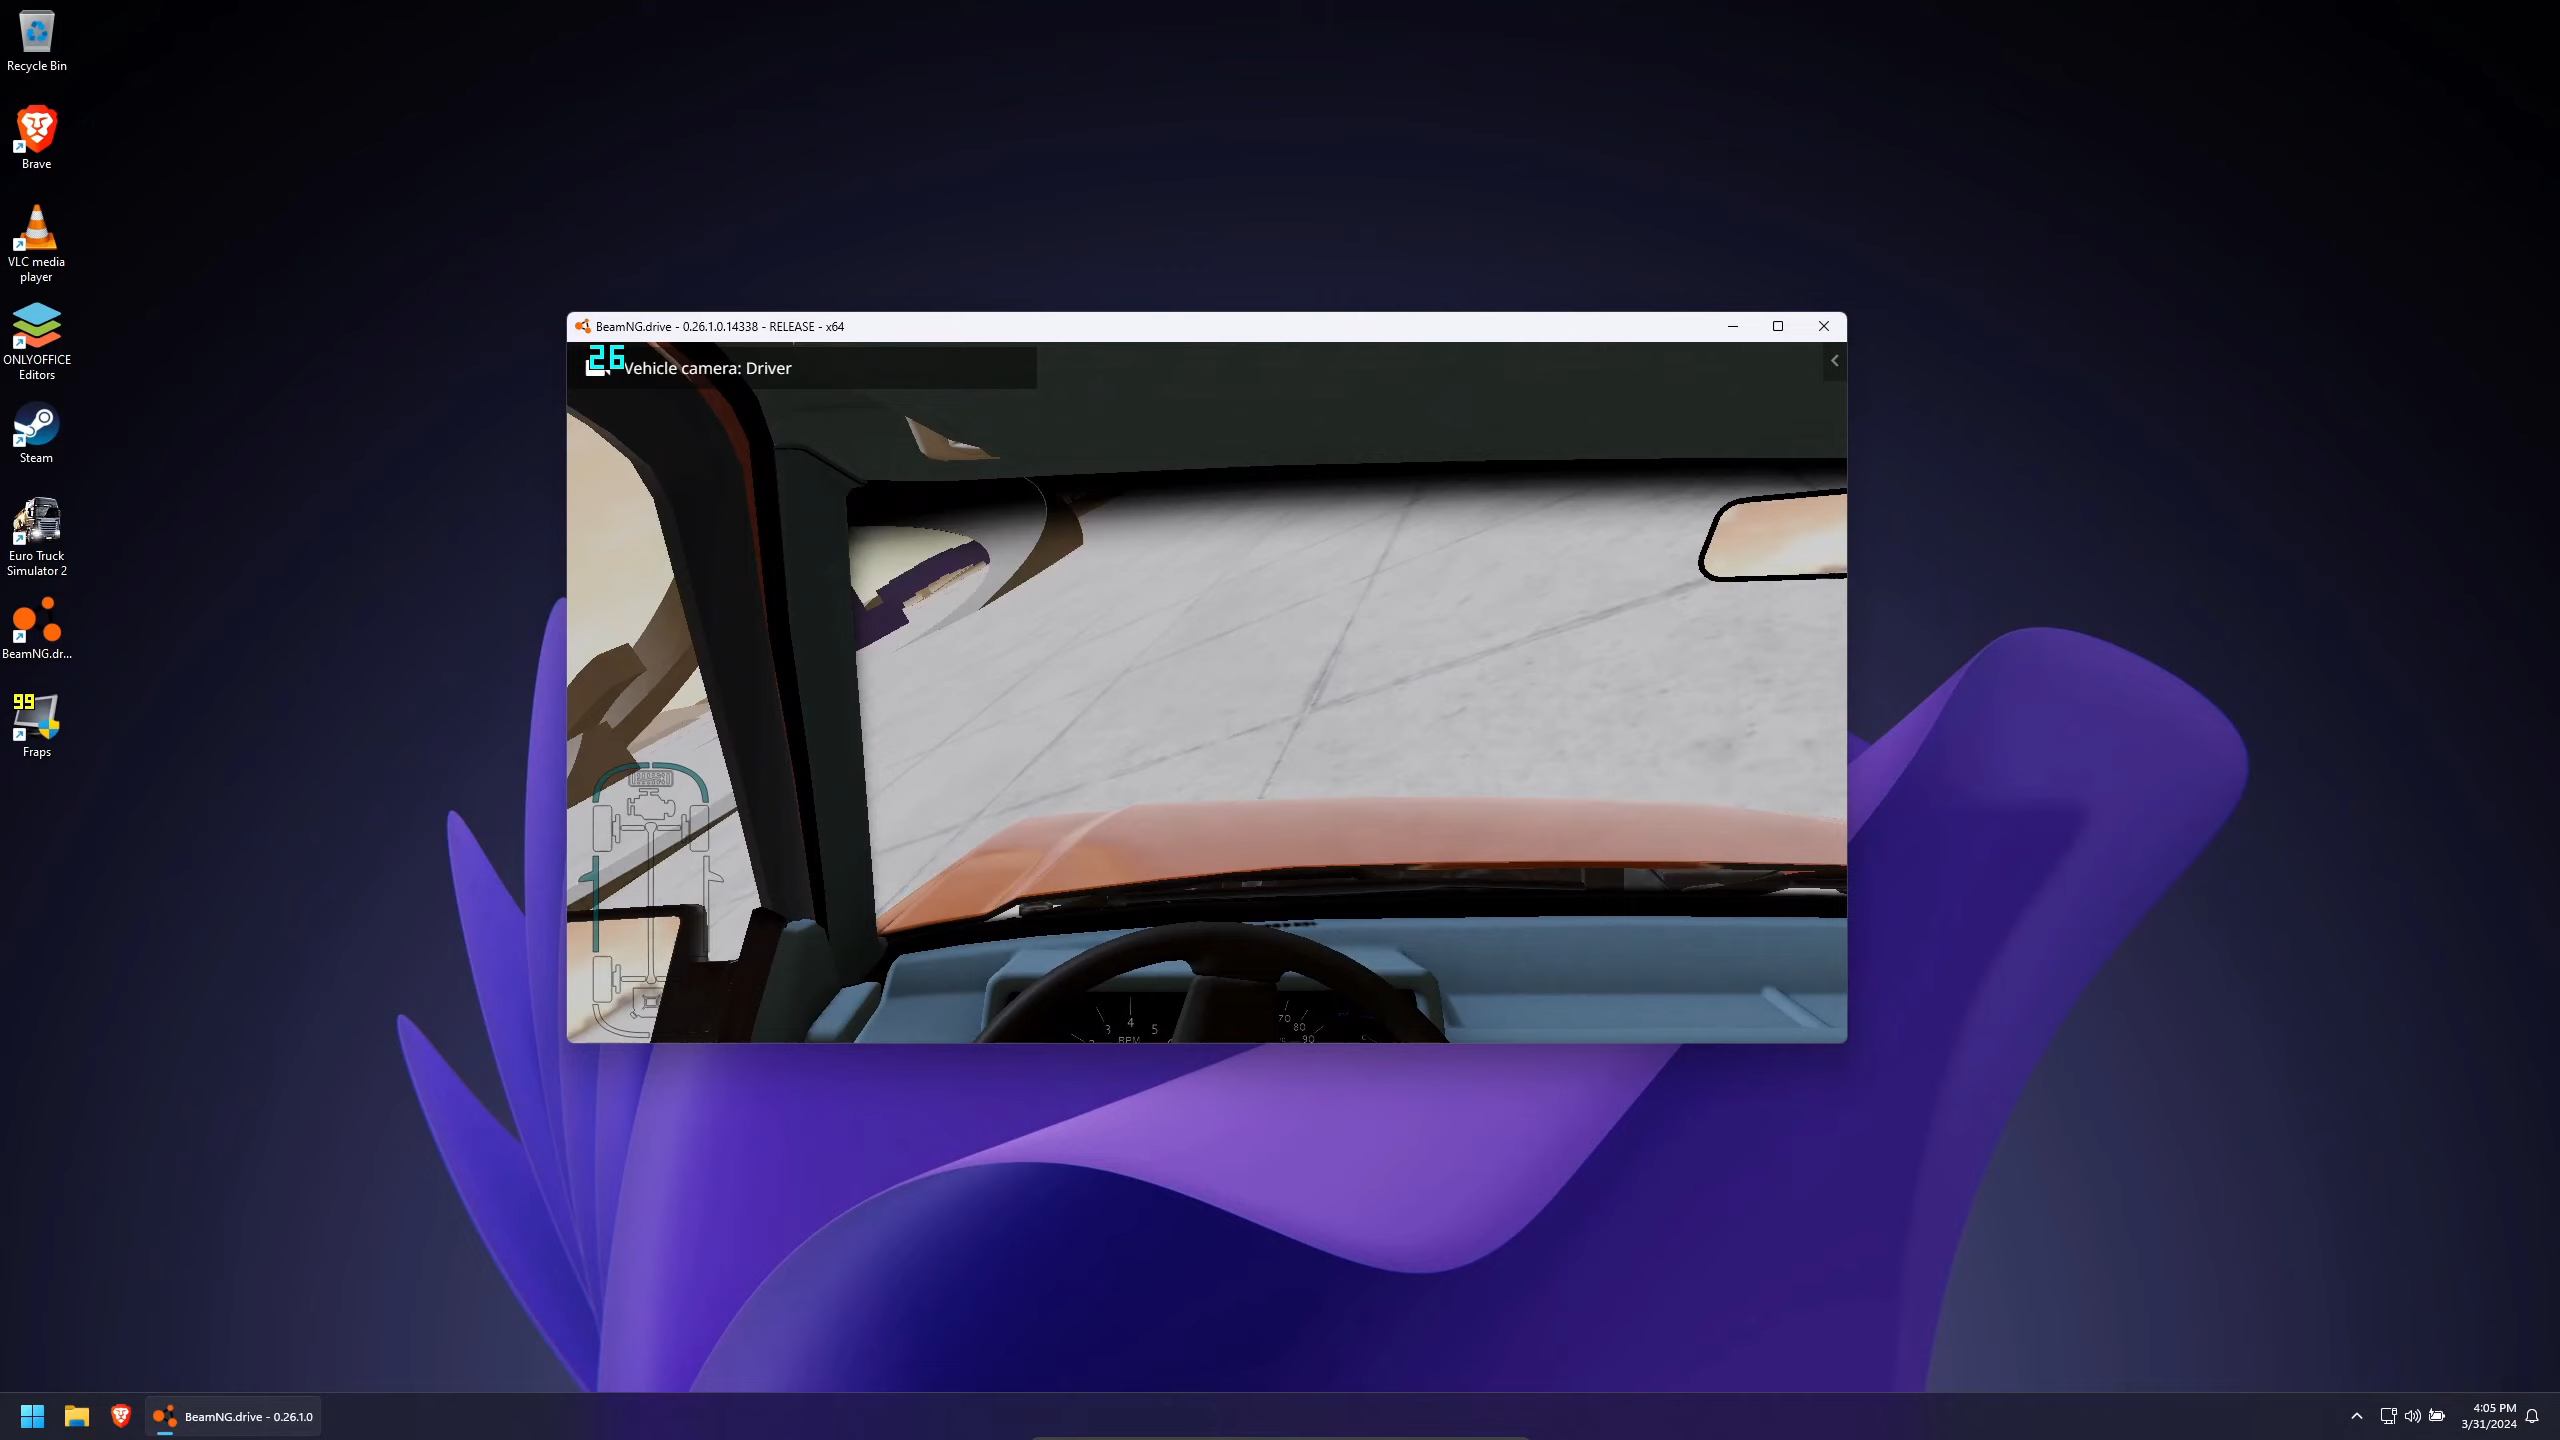 Recycle Bin
Brave
VLC media
player
ONLYOFFICE
Editors
Steam
Euro Truck
Simulator 2
BeamNG.dr...
99
Fraps
BeamNG.drive - 0.26.1.0.14338 - RELEASE - x64
26
Vehicle camera: Driver
3
4
5
RPM
70
80
90
BeamNG.drive - 0.26.1.0
4:05 PM
3/31/2024